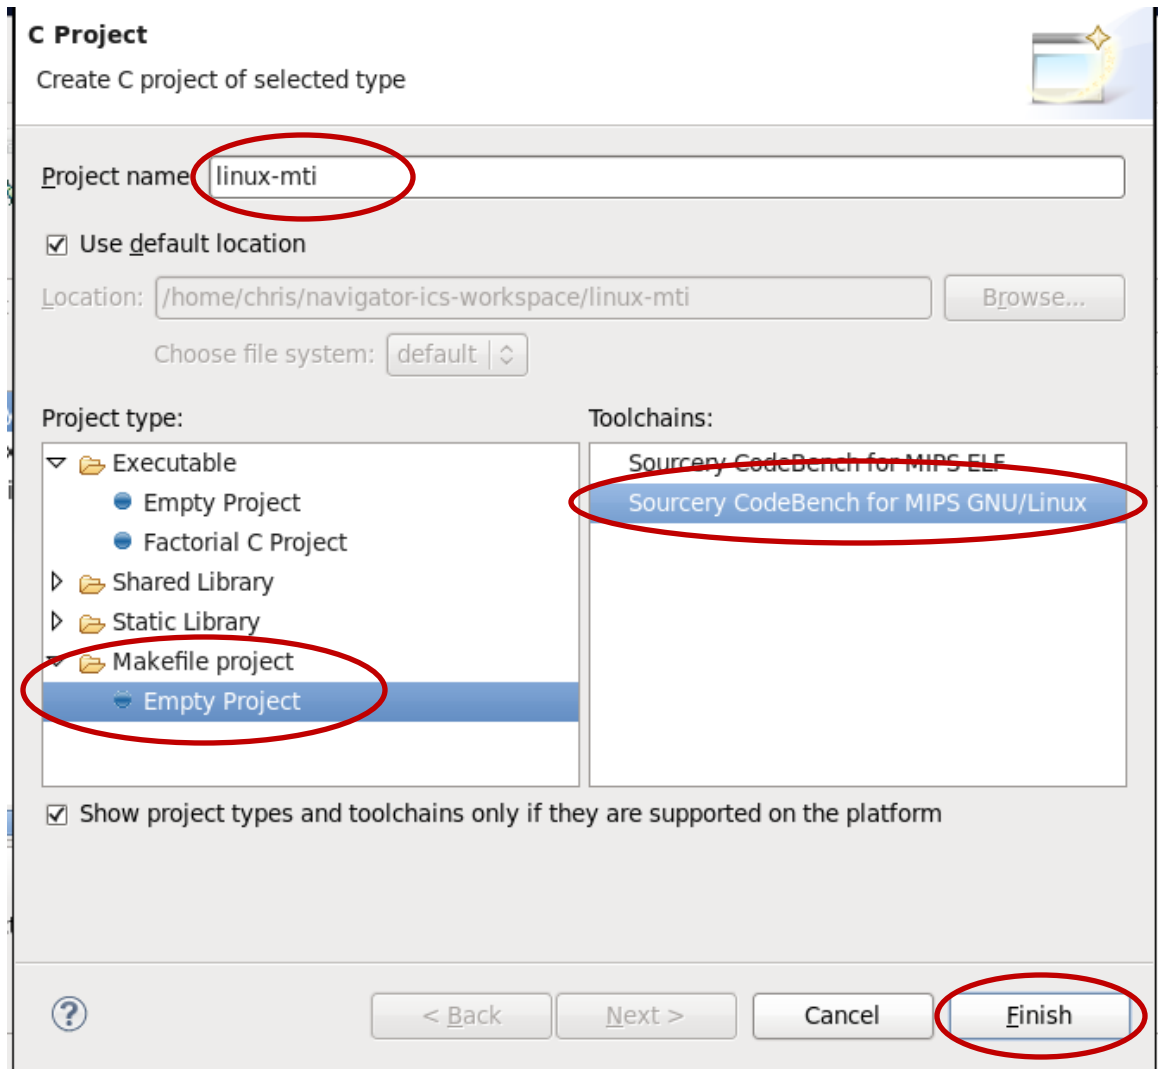 C Project
Create C project of selected type
Project name: linux-mti
Use default location
Location: /home/chris/navigator-ics-workspace/linux-mti Browse...
Choose file system: default
Project type: Toolchains:
Executable Sourcery CodeBench for MIPS ELF
Empty Project Sourcery CodeBench for MIPS GNU/Linux
Factorial C Project
Shared Library
Static Library
Makefile project
Empty Project
Show project types and toolchains only if they are supported on the platform
? < Back Next > Cancel Finish